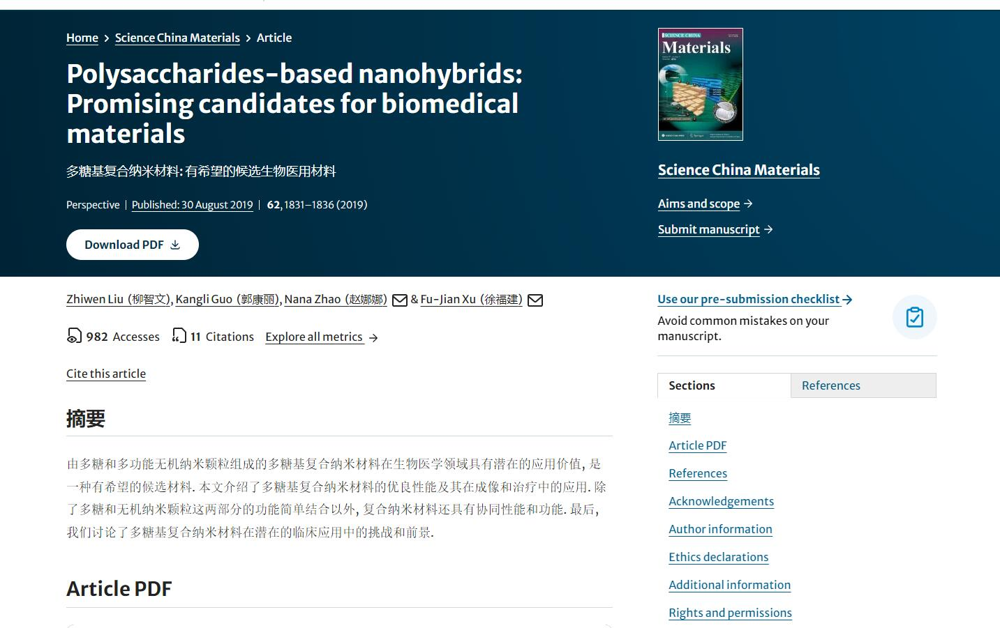 Home > Science China Materials > Article
Polysaccharides-based nanohybrids:
Promising candidates for biomedical
materials
多糖基复合纳米材料: 有希望的候选生物医用材料
Perspective | Published: 30 August 2019 | 62, 1831–1836 (2019)
Download PDF
SCIENCE CHINA
Materials
Science China Materials
Aims and scope →
Submit manuscript →
Zhiwen Liu (柳智文), Kangli Guo (郭康丽), Nana Zhao (赵娜娜) & Fu-Jian Xu (徐福建)
982 Accesses 11 Citations Explore all metrics →
Cite this article
摘要
由多糖和多功能无机纳米颗粒组成的多糖基复合纳米材料在生物医学领域具有潜在的应用价值, 是
一种有希望的候选材料. 本文介绍了多糖基复合纳米材料的优良性能及其在成像和治疗中的应用. 除
了多糖和无机纳米颗粒这两部分的功能简单结合以外, 复合纳米材料还具有协同性能和功能. 最后,
我们讨论了多糖基复合纳米材料在潜在的临床应用中的挑战和前景.
Article PDF
Use our pre-submission checklist →
Avoid common mistakes on your
manuscript.
Sections References
摘要
Article PDF
References
Acknowledgements
Author information
Ethics declarations
Additional information
Rights and permissions